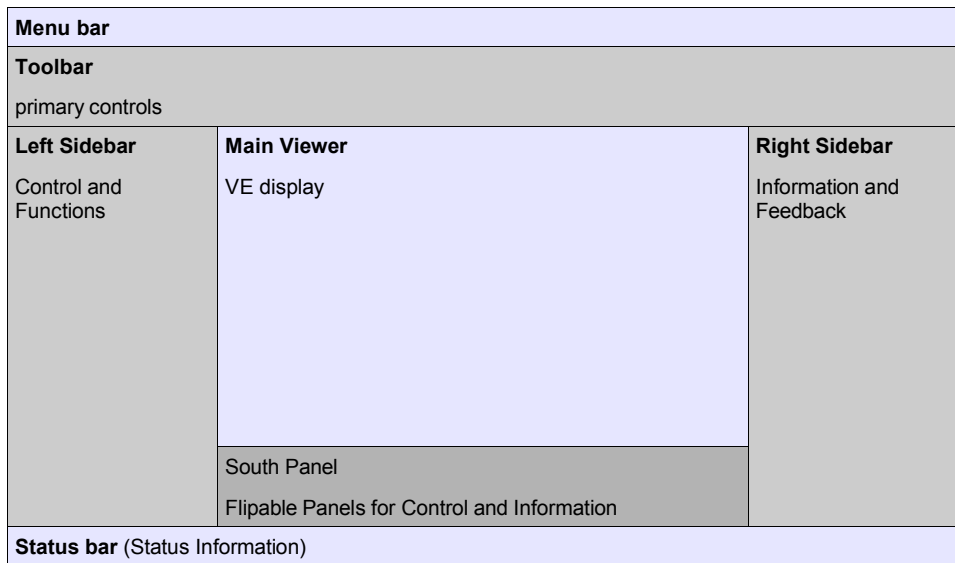 Menu bar
Toolbar
primary controls
Left Sidebar
Control and
Functions
Main Viewer
VE display
Right Sidebar
Information and
Feedback
South Panel
Flipable Panels for Control and Information
Status bar (Status Information)